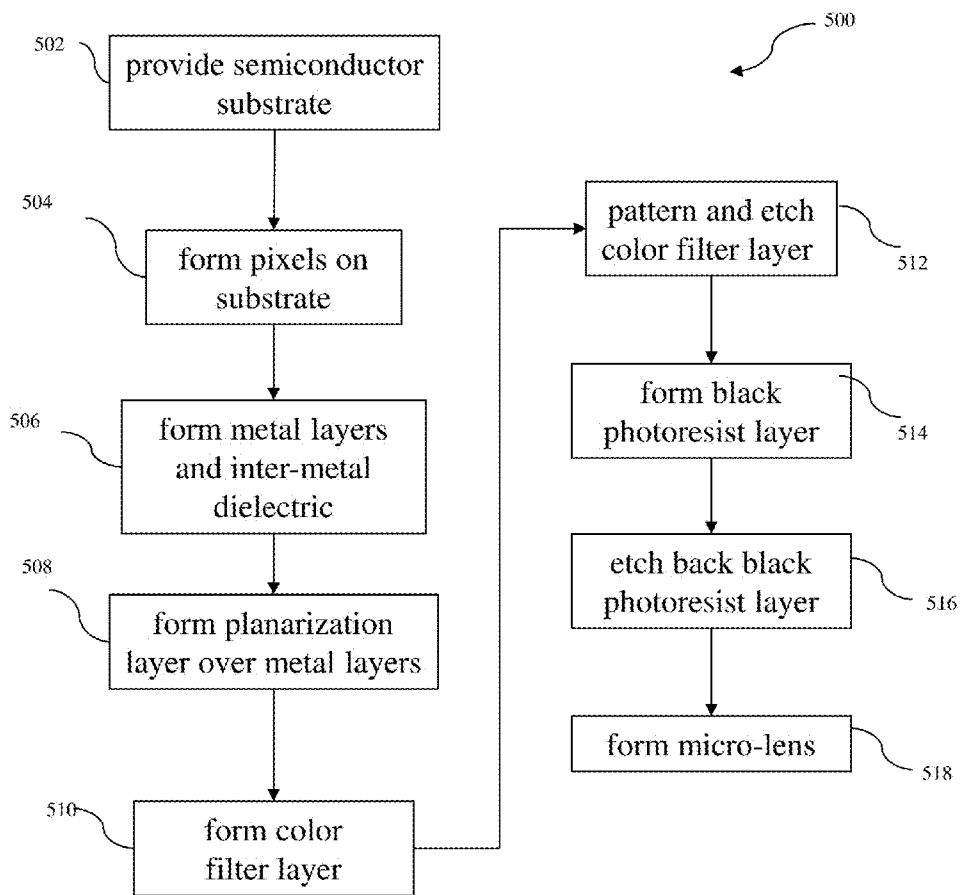 500
502
provide semiconductor
substrate
504
form pixels on
substrate
506
form metal layers
and inter-metal
dielectric
508
form planarization
layer over metal layers
510
form color
filter layer
pattern and etch
color filter layer
512
form black
photoresist layer
514
etch back black
photoresist layer
516
form micro-lens
518